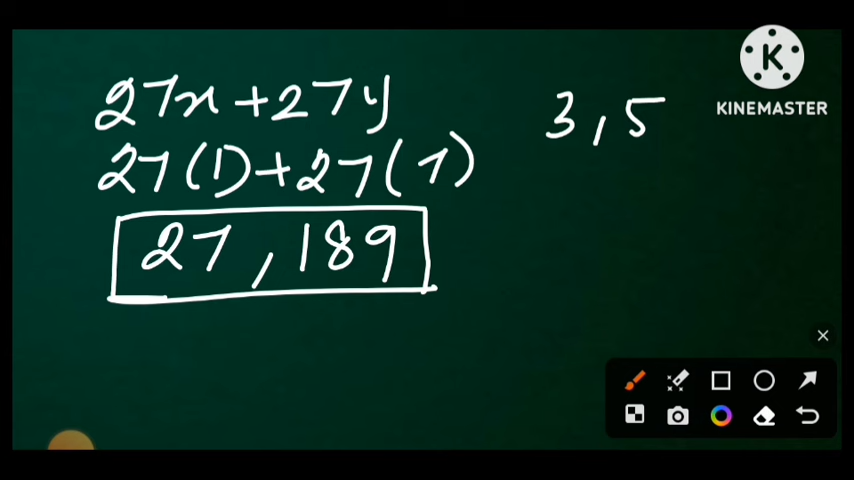 27x + 27y
3, 5
27(1) + 27(7)
27, 189
K
KINEMASTER